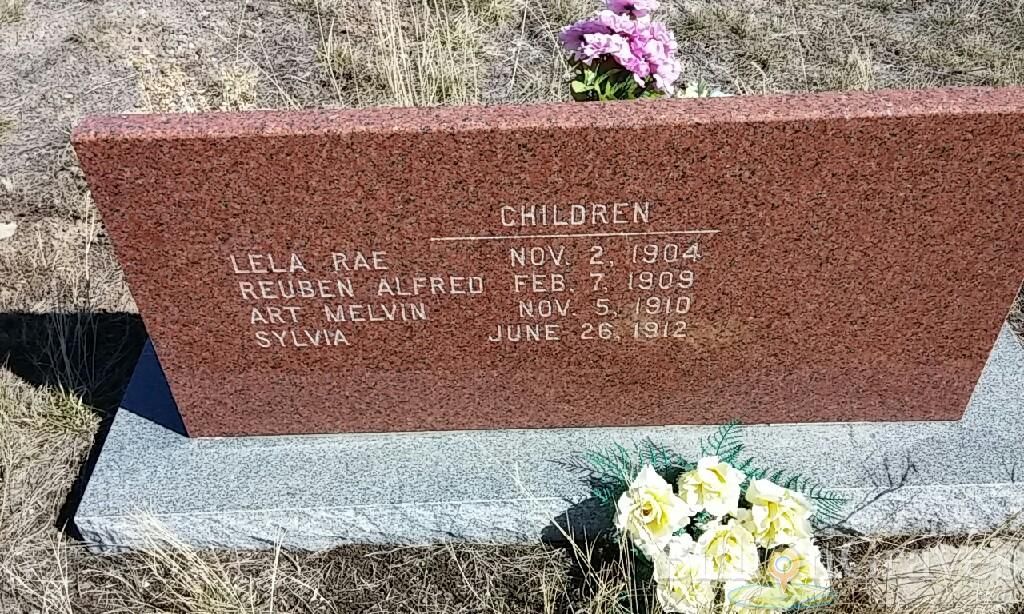 CHILDREN
LELA RAE NOV. 2, 1904
REUBEN ALFRED FEB. 7, 1909
ART MELVIN NOV. 5, 1910
SYLVIA JUNE 26, 1912